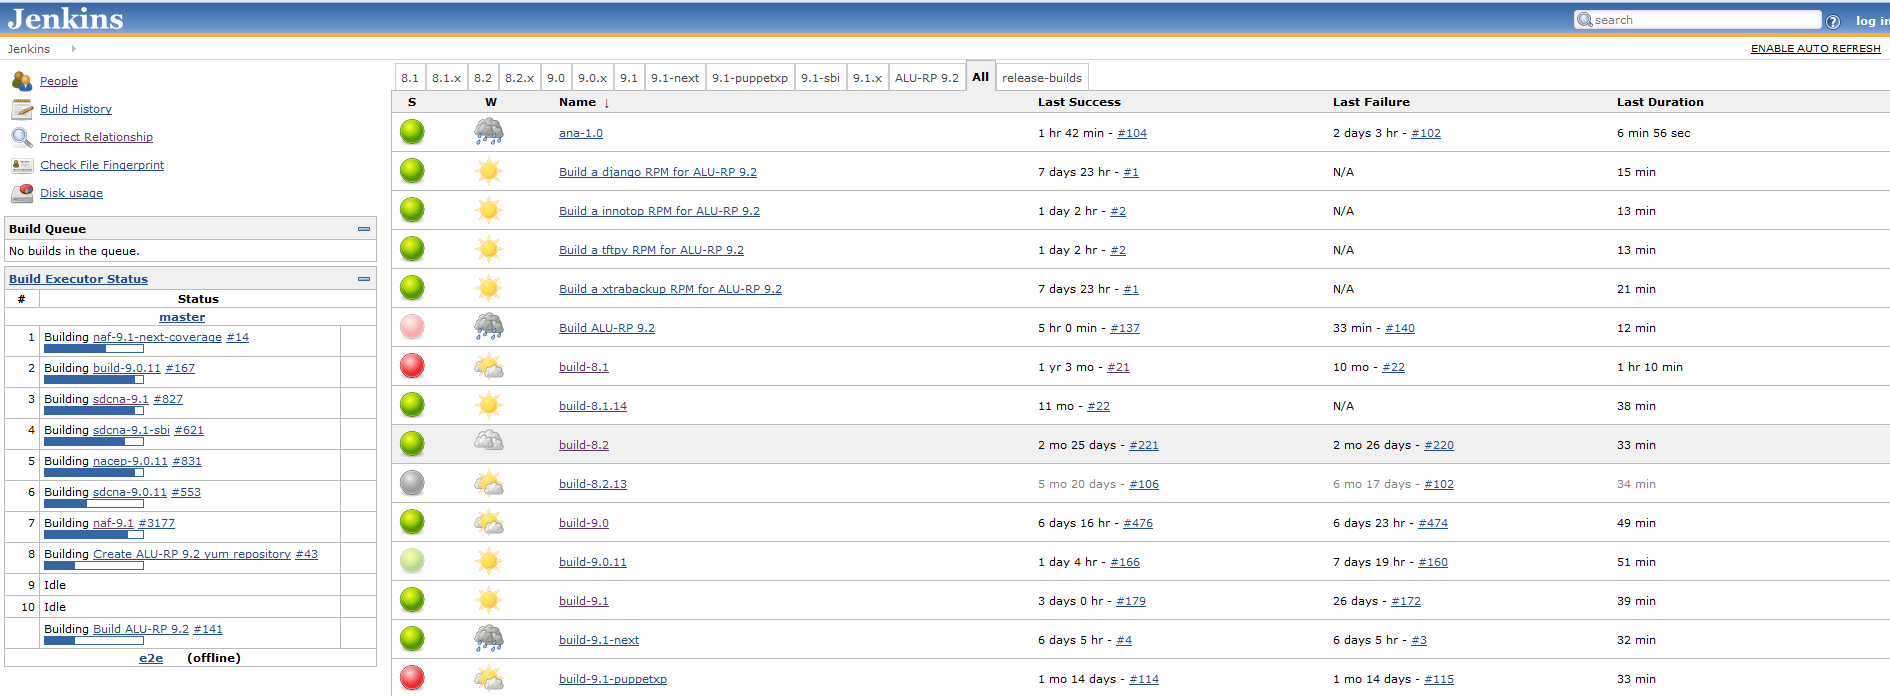 Jenkins
search
log in
Jenkins
ENABLE AUTO REFRESH
People
Build History
Project Relationship
Check File Fingerprint
Disk usage
Build Queue
No builds in the queue.
Build Executor Status
# Status
master
1 Building naf-9.1-next-coverage #14
2 Building build-9.0.11 #167
3 Building sdcna-9.1 #827
4 Building sdcna-9.1-sbi #621
5 Building nacep-9.0.11 #831
6 Building sdcna-9.0.11 #553
7 Building naf-9.1 #3177
8 Building Create ALU-RP 9.2 yum repository #43
9 Idle
10 Idle
Building Build ALU-RP 9.2 #141
e2e (offline)
8.1 8.1.x 8.2 8.2.x 9.0 9.0.x 9.1 9.1-next 9.1-puppetxp 9.1-sbi 9.1.x ALU-RP 9.2 All release-builds
S W Name ↓ Last Success Last Failure Last Duration
ana-1.0 1 hr 42 min - #104 2 days 3 hr - #102 6 min 56 sec
Build a django RPM for ALU-RP 9.2 7 days 23 hr - #1 N/A 15 min
Build a innotop RPM for ALU-RP 9.2 1 day 2 hr - #2 N/A 13 min
Build a tftpy RPM for ALU-RP 9.2 1 day 2 hr - #2 N/A 13 min
Build a xtrabackup RPM for ALU-RP 9.2 7 days 23 hr - #1 N/A 21 min
Build ALU-RP 9.2 5 hr 0 min - #137 33 min - #140 12 min
build-8.1 1 yr 3 mo - #21 10 mo - #22 1 hr 10 min
build-8.1.14 11 mo - #22 N/A 38 min
build-8.2 2 mo 25 days - #221 2 mo 26 days - #220 33 min
build-8.2.13 5 mo 20 days - #106 6 mo 17 days - #102 34 min
build-9.0 6 days 16 hr - #476 6 days 23 hr - #474 49 min
build-9.0.11 1 day 4 hr - #166 7 days 19 hr - #160 51 min
build-9.1 3 days 0 hr - #179 26 days - #172 39 min
build-9.1-next 6 days 5 hr - #4 6 days 5 hr - #3 32 min
build-9.1-puppetxp 1 mo 14 days - #114 1 mo 14 days - #115 33 min